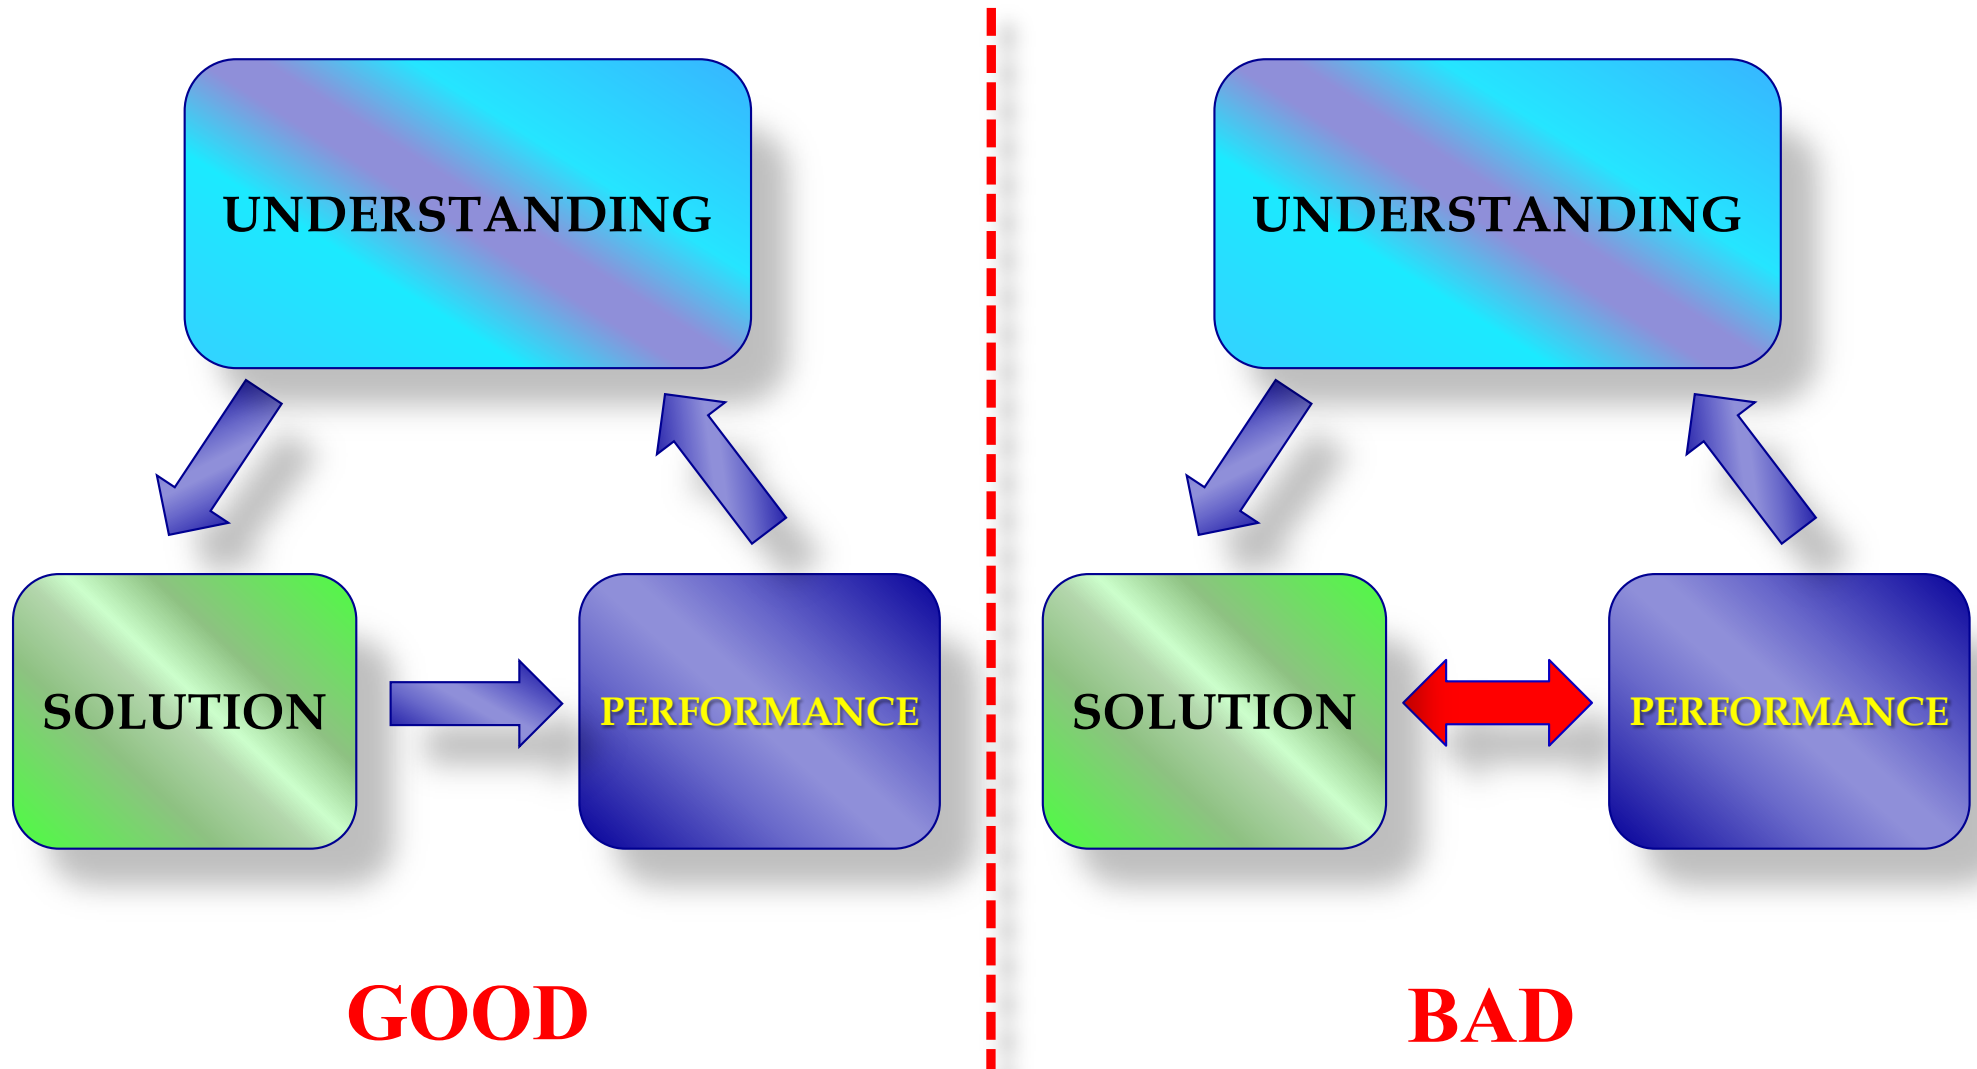 UNDERSTANDING
SOLUTION
PERFORMANCE
GOOD
UNDERSTANDING
SOLUTION
PERFORMANCE
BAD